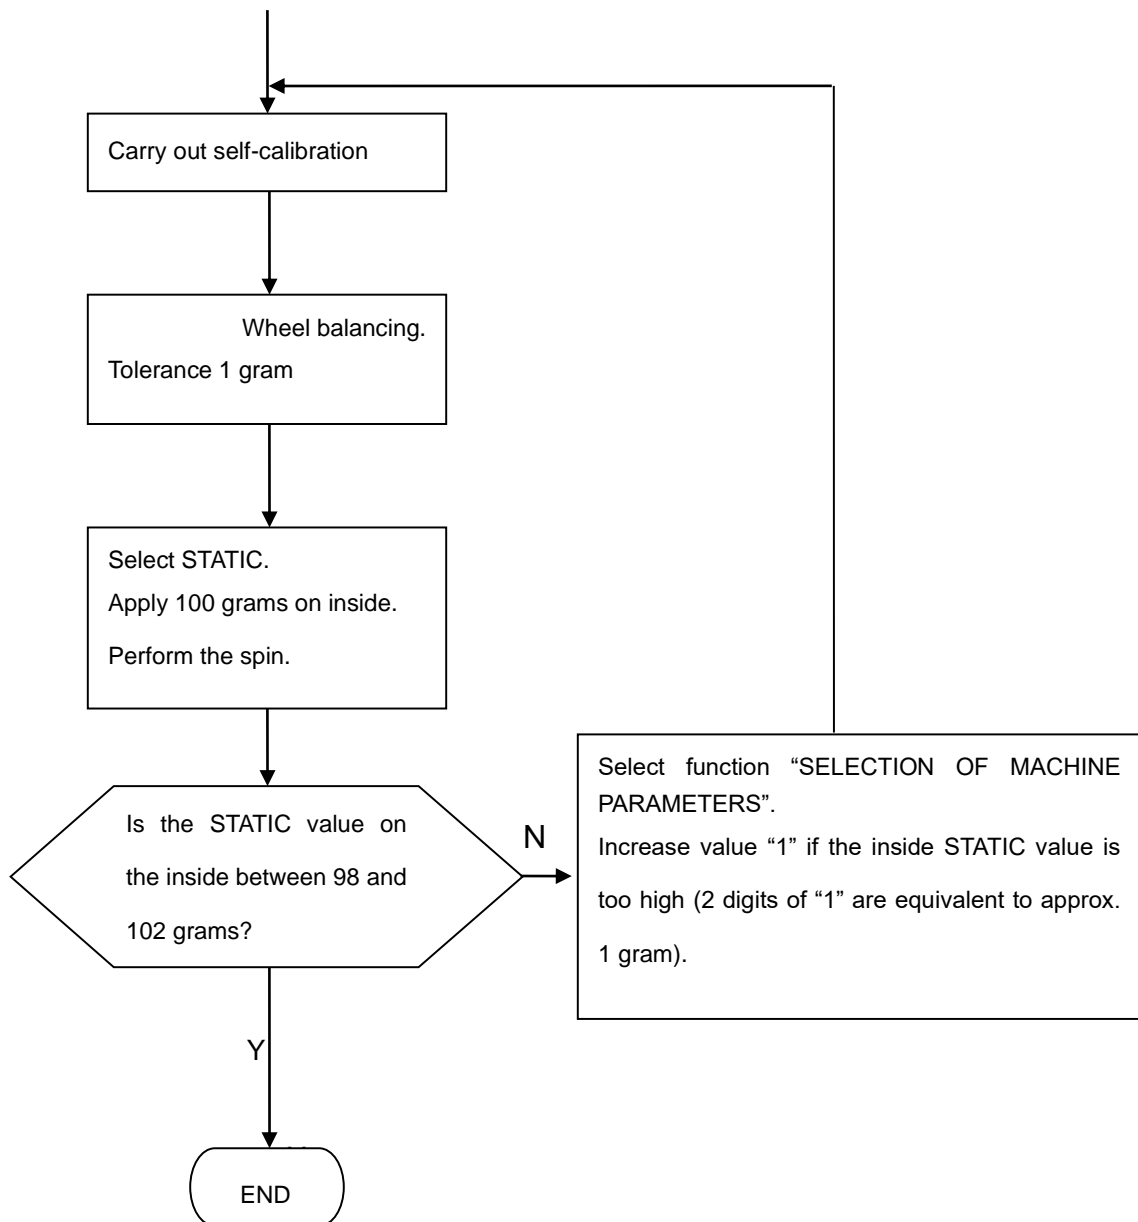 Carry out self-calibration
Wheel balancing.
Tolerance 1 gram
Select STATIC.
Apply 100 grams on inside.
Perform the spin.
Is the STATIC value on
the inside between 98 and
102 grams?
N
Select function “SELECTION OF MACHINE
PARAMETERS”.
Increase value “1” if the inside STATIC value is
too high (2 digits of “1” are equivalent to approx.
1 gram).
Y
END